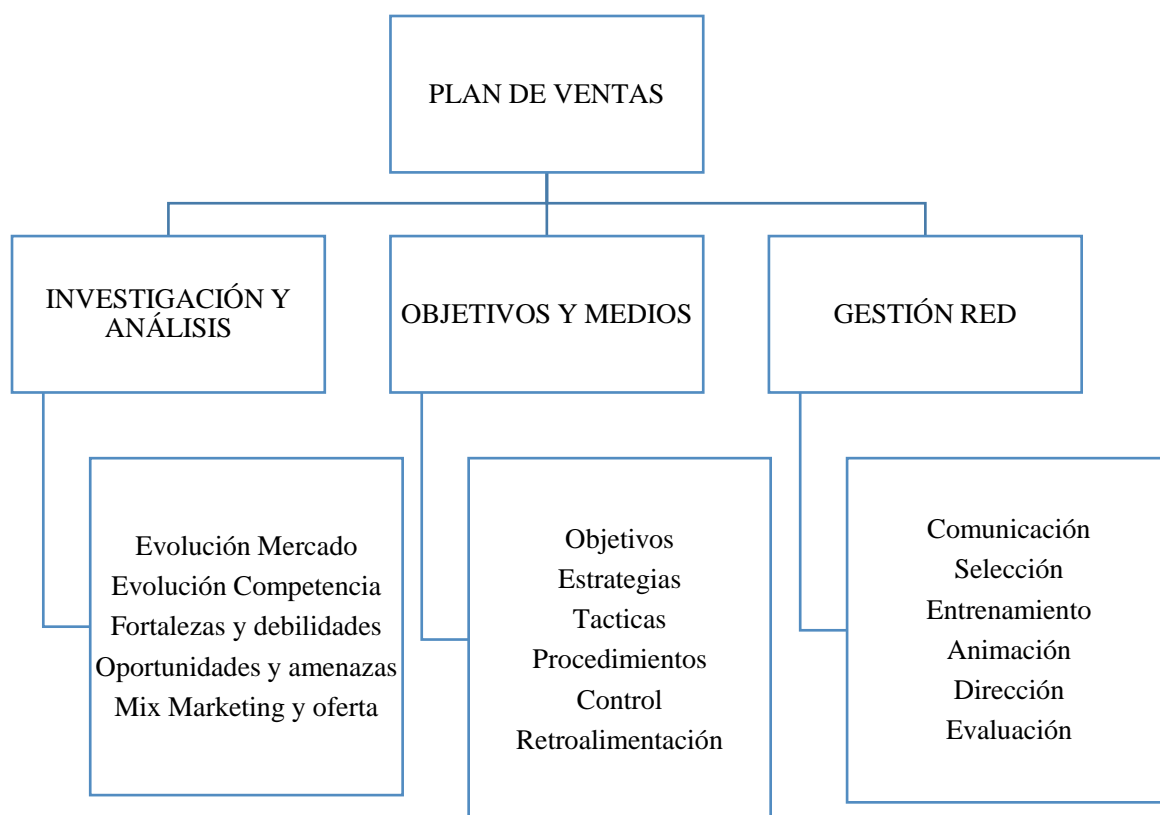 PLAN DE VENTAS
INVESTIGACIÓN Y
ANÁLISIS
Evolución Mercado
Evolución Competencia
Fortalezas y debilidades
Oportunidades y amenazas
Mix Marketing y oferta
OBJETIVOS Y MEDIOS
Objetivos
Estrategias
Tacticas
Procedimientos
Control
Retroalimentación
GESTIÓN RED
Comunicación
Selección
Entrenamiento
Animación
Dirección
Evaluación